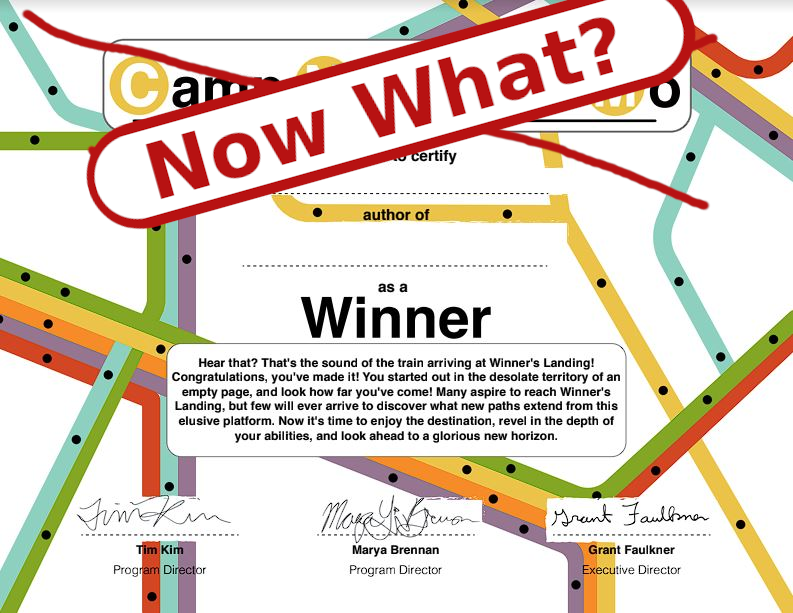 Camp
o
Now What?
to certify
author of
as a
Winner
Hear that? That's the sound of the train arriving at Winner's Landing!
Congratulations, you've made it! You started out in the desolate territory of an
empty page, and look how far you've come! Many aspire to reach Winner's
Landing, but few will ever arrive to discover what new paths extend from this
elusive platform. Now it's time to enjoy the destination, revel in the depth of
your abilities, and look ahead to a glorious new horizon.
Tim Kim Marya Brennan Grant Faulkner
Tim Kim Marya Brennan Grant Faulkner
Program Director Program Director Executive Director